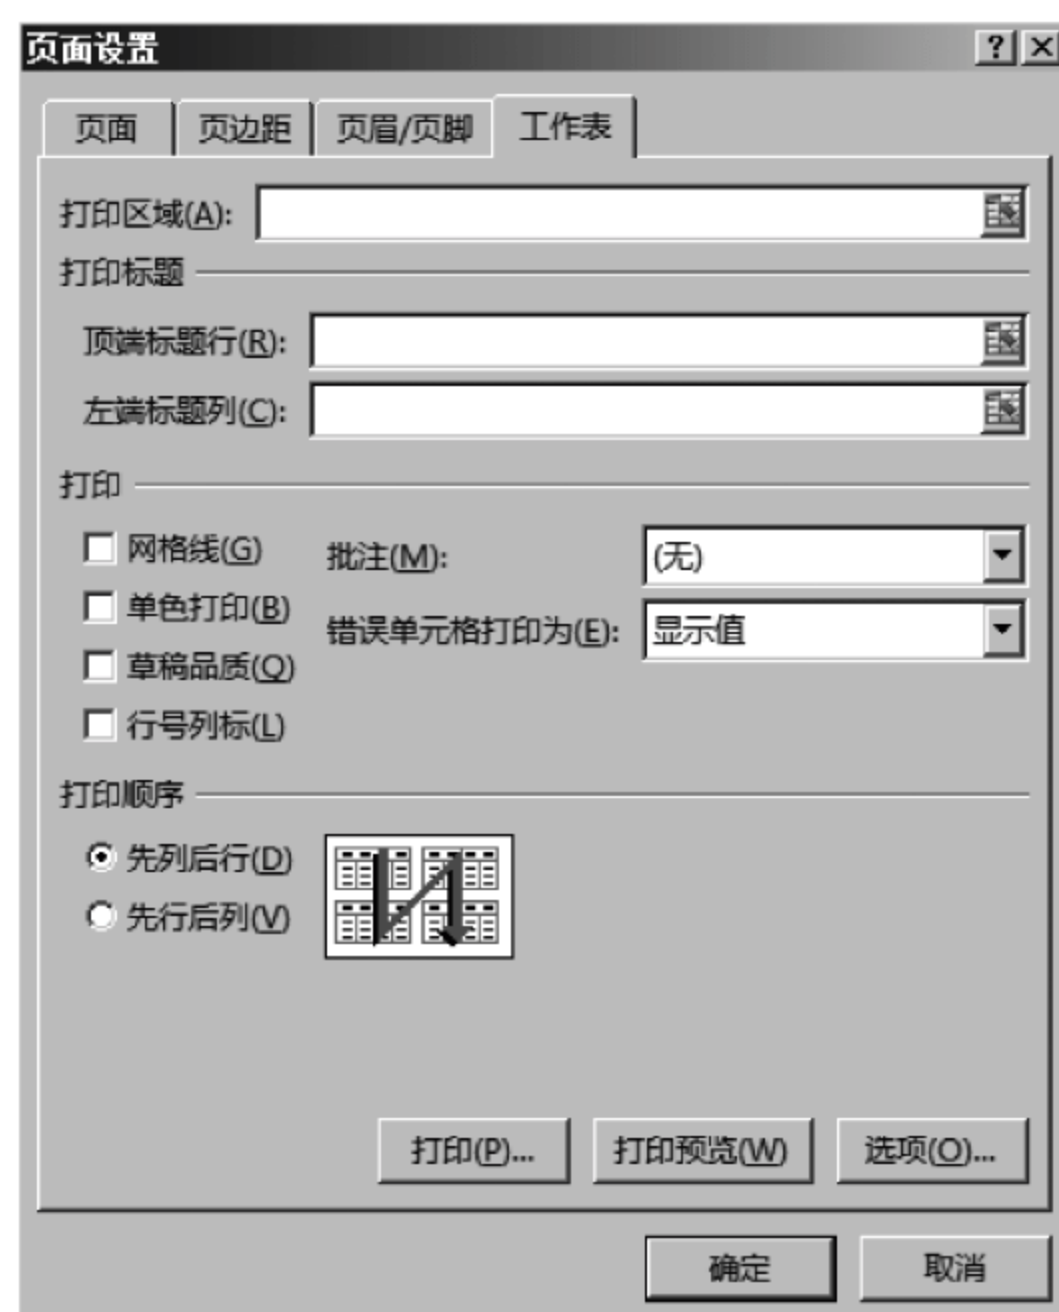 页面设置
页面 页边距 页眉/页脚 工作表
打印区域(A):
打印标题
顶端标题行(R):
左端标题列(C):
打印
网格线(G) 批注(M): (无)
单色打印(B)
错误单元格打印为(E): 显示值
草稿品质(Q)
行号列标(L)
打印顺序
先列后行(D)
先行后列(V)
打印(P)... 打印预览(W) 选项(O)...
确定 取消